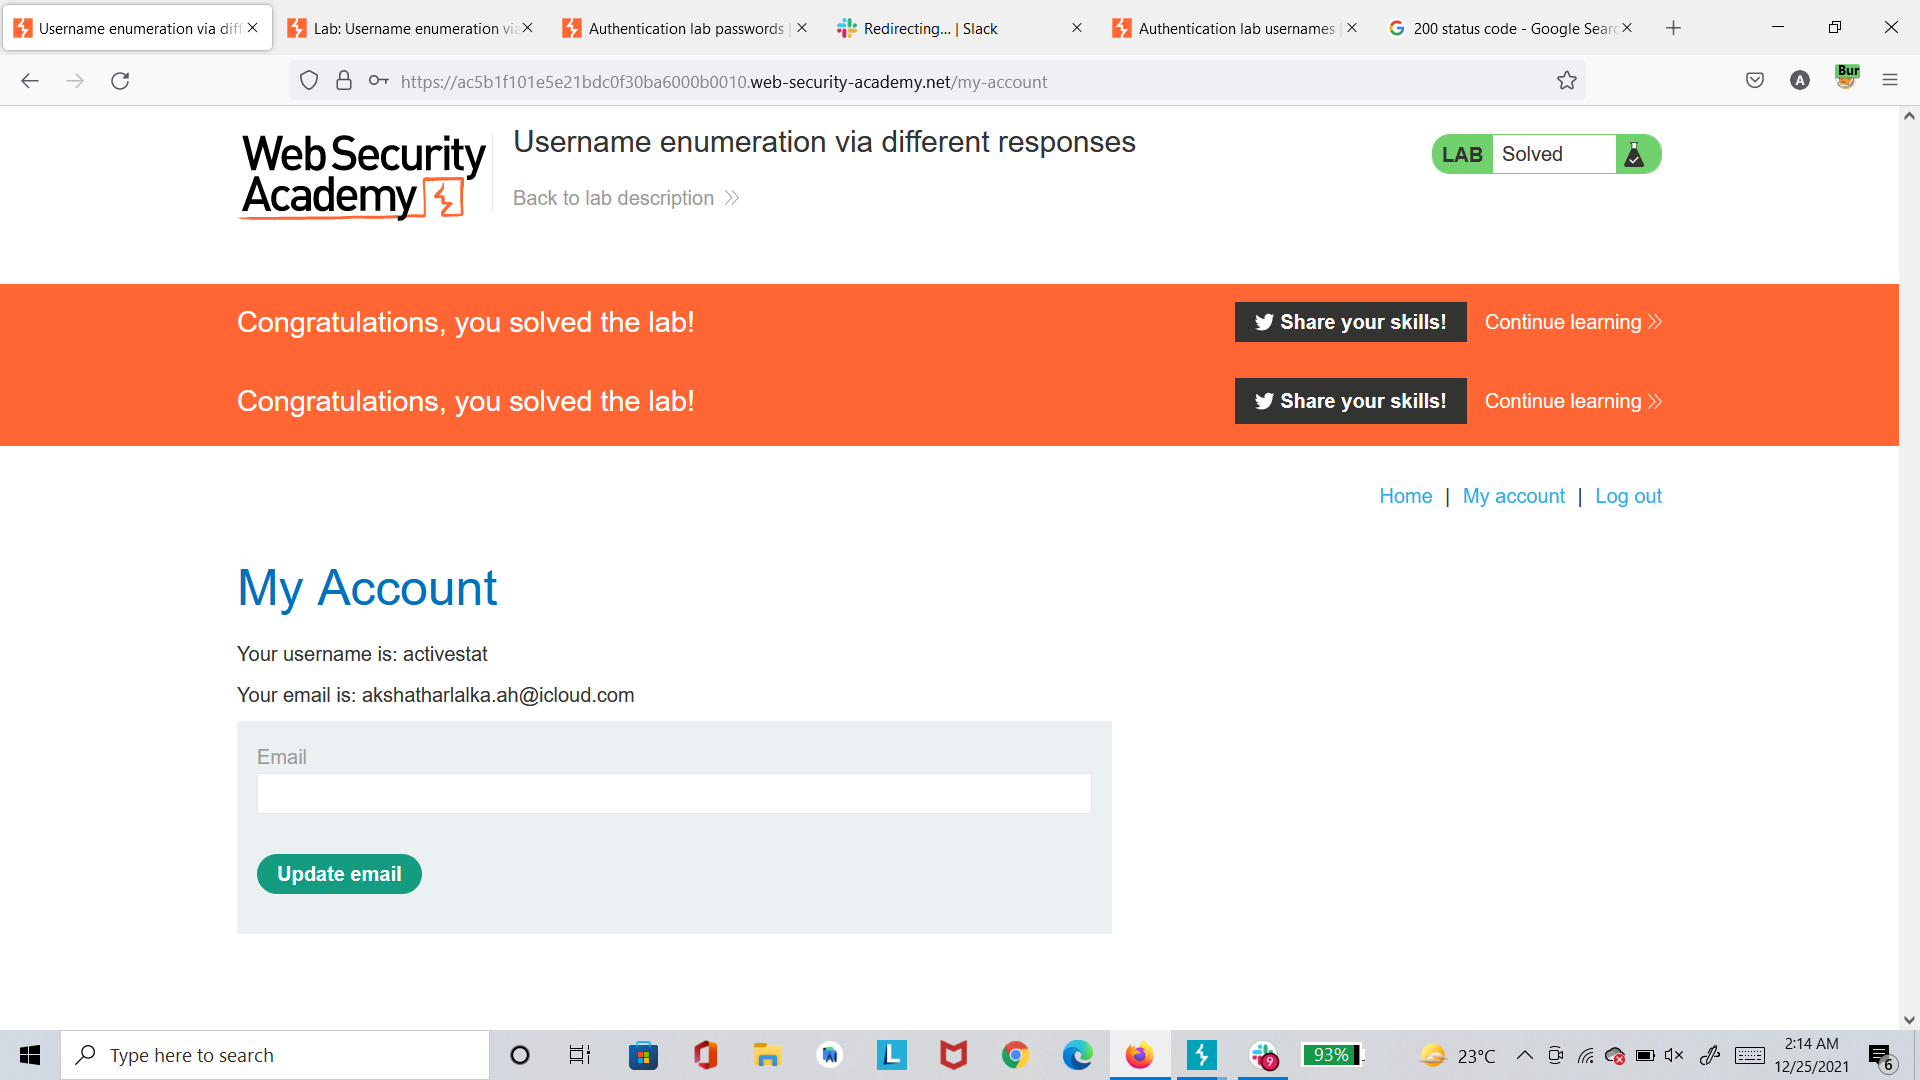 Username enumeration via diff
Lab: Username enumeration via
Authentication lab passwords |
Redirecting... | Slack
Authentication lab usernames |
200 status code - Google Searc
https://ac5b1f101e5e21bdc0f30ba6000b0010.web-security-academy.net/my-account
A
Bur
Web Security
Academy
Username enumeration via different responses
Back to lab description
LAB Solved
Congratulations, you solved the lab!
Share your skills!
Continue learning
Congratulations, you solved the lab!
Share your skills!
Continue learning
Home | My account | Log out
My Account
Your username is: activestat
Your email is: akshatharlalka.ah@icloud.com
Email
Update email
Type here to search
L
9
93%
23°C
2:14 AM
12/25/2021
6